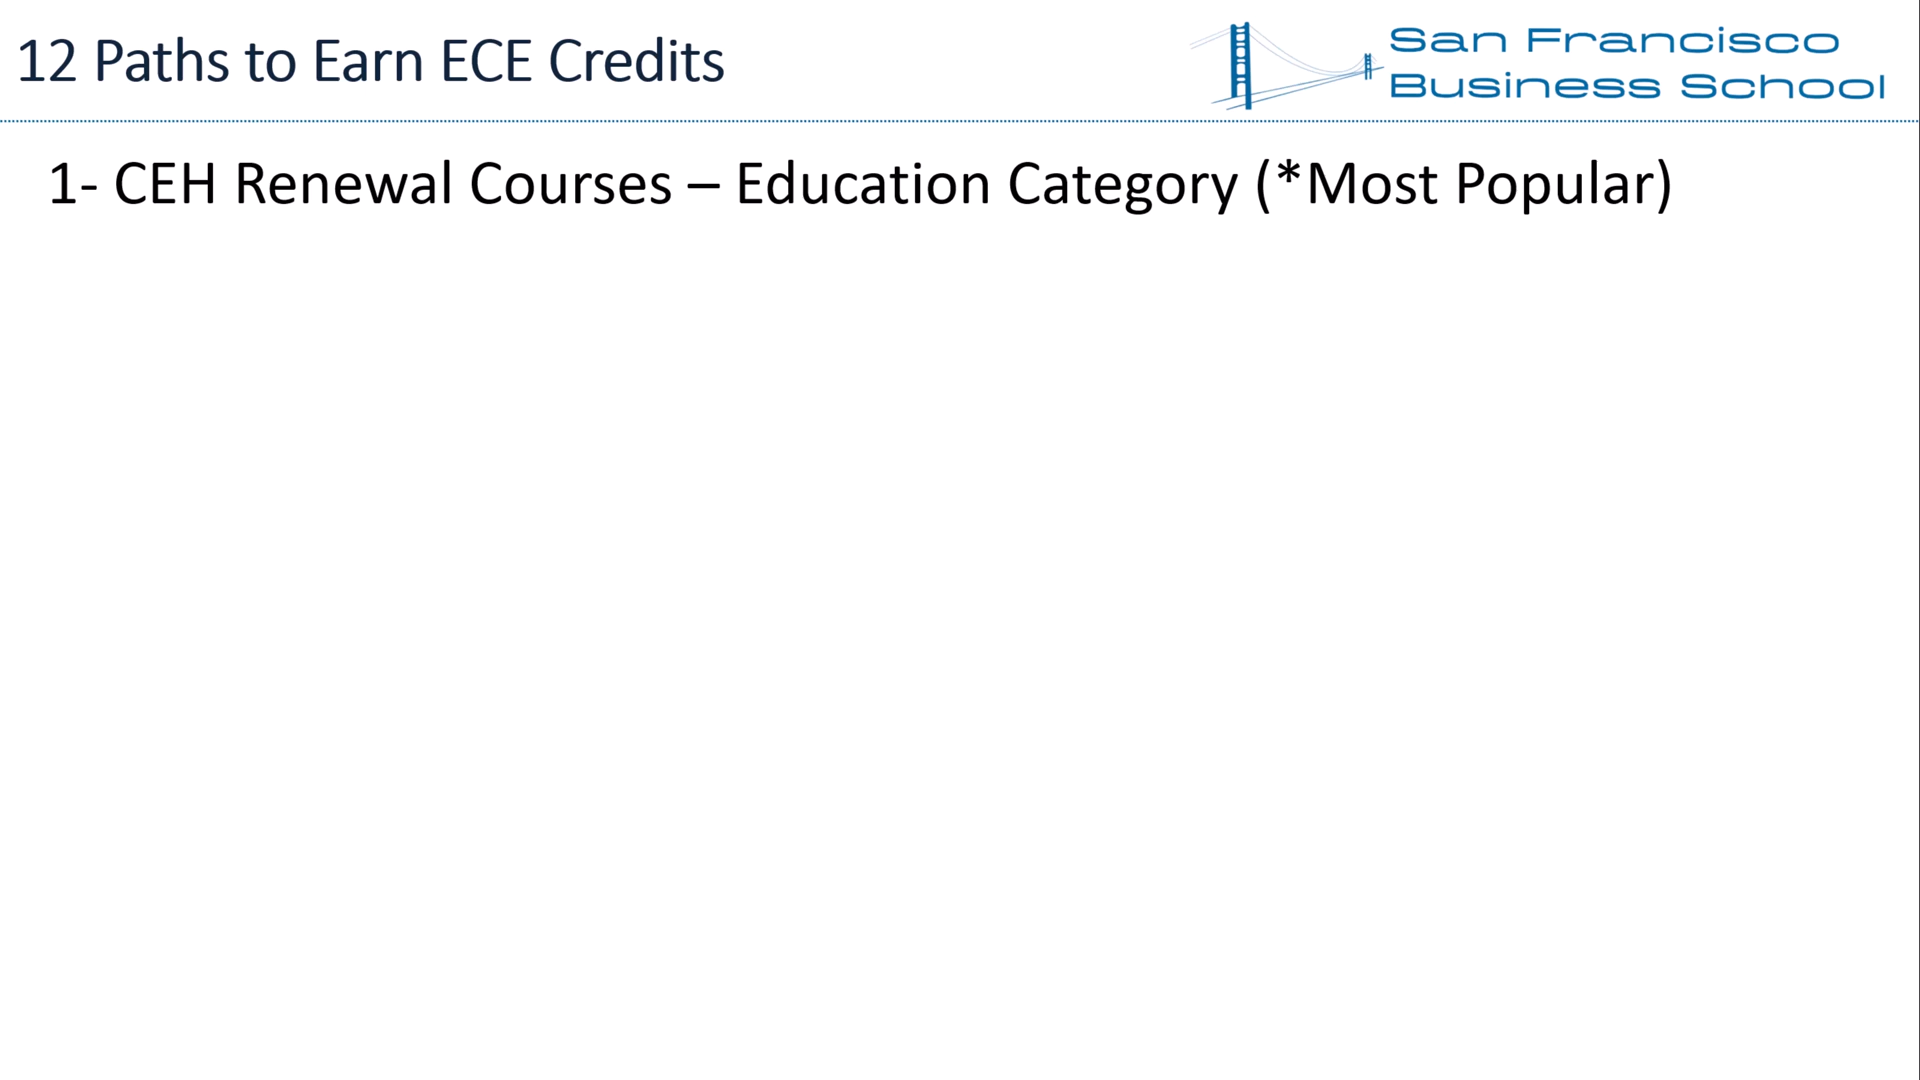 12 Paths to Earn ECE Credits
San Francisco
Business School
1- CEH Renewal Courses – Education Category (*Most Popular)